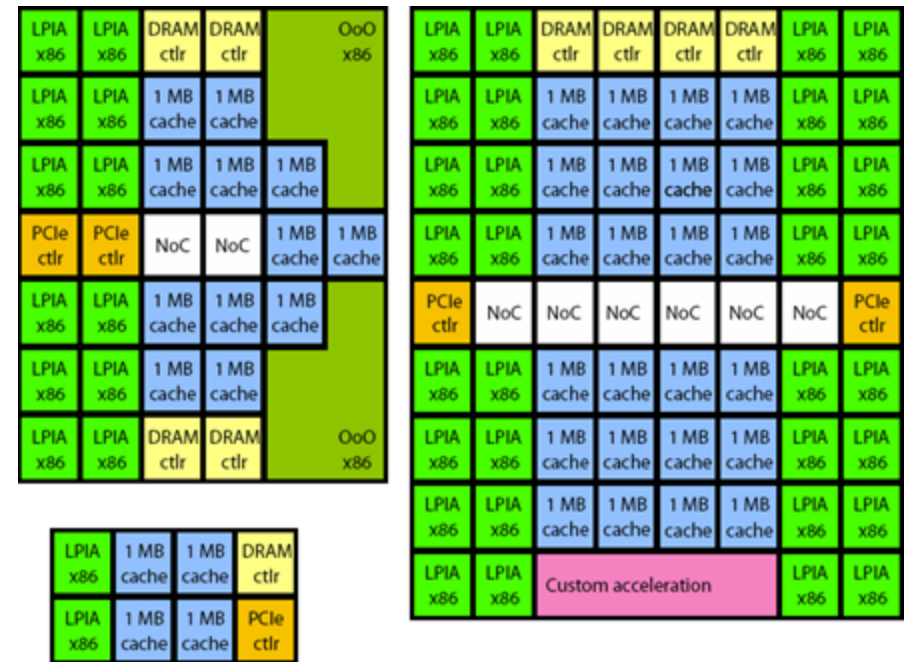 LPIA LPIA DRAM DRAM OoO
x86 x86 ctlr ctlr x86
LPIA LPIA 1 MB 1 MB
x86 x86 cache cache
LPIA LPIA 1 MB 1 MB 1 MB
x86 x86 cache cache cache
PCIe PCIe NoC NoC 1 MB 1 MB
ctlr ctlr cache cache
LPIA LPIA 1 MB 1 MB 1 MB
x86 x86 cache cache cache
LPIA LPIA 1 MB 1 MB
x86 x86 cache cache
LPIA LPIA DRAM DRAM OoO
x86 x86 ctlr ctlr x86
LPIA 1 MB 1 MB DRAM
x86 cache cache ctlr
LPIA 1 MB 1 MB PCIe
x86 cache cache ctlr
LPIA LPIA DRAM DRAM DRAM DRAM LPIA LPIA
x86 x86 ctlr ctlr ctlr ctlr x86 x86
LPIA LPIA 1 MB 1 MB 1 MB 1 MB LPIA LPIA
x86 x86 cache cache cache cache x86 x86
LPIA LPIA 1 MB 1 MB 1 MB 1 MB LPIA LPIA
x86 x86 cache cache cache cache x86 x86
LPIA LPIA 1 MB 1 MB 1 MB 1 MB LPIA LPIA
x86 x86 cache cache cache cache x86 x86
PCIe NoC NoC NoC NoC NoC NoC PCIe
ctlr ctlr
LPIA LPIA 1 MB 1 MB 1 MB 1 MB LPIA LPIA
x86 x86 cache cache cache cache x86 x86
LPIA LPIA 1 MB 1 MB 1 MB 1 MB LPIA LPIA
x86 x86 cache cache cache cache x86 x86
LPIA LPIA 1 MB 1 MB 1 MB 1 MB LPIA LPIA
x86 x86 cache cache cache cache x86 x86
LPIA LPIA Custom acceleration LPIA LPIA
x86 x86 x86 x86